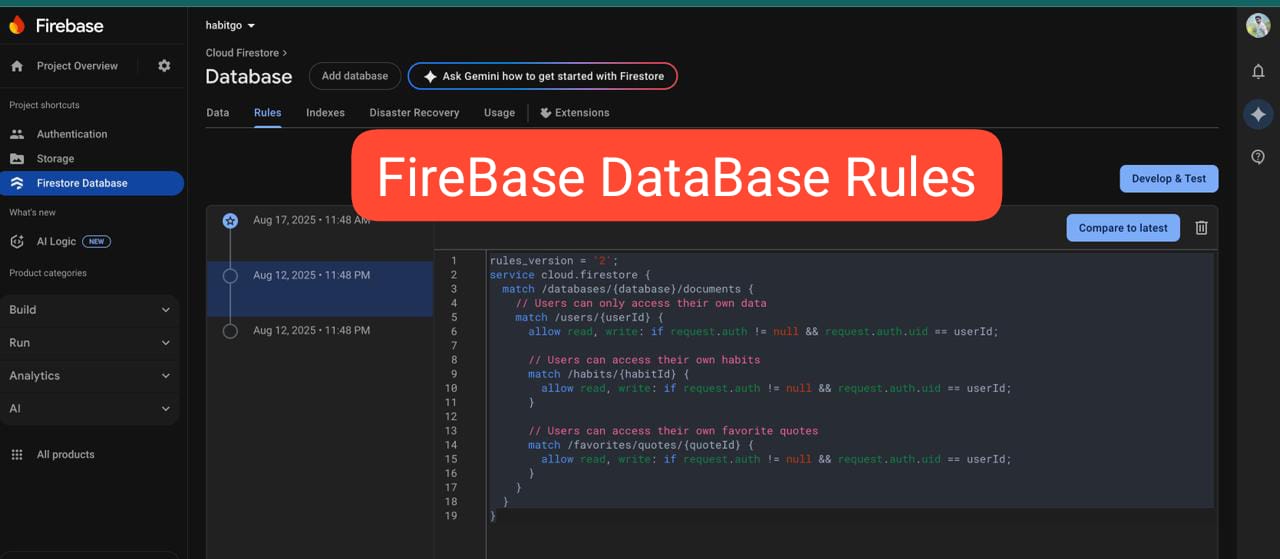 Firebase
habitgo
Project Overview
Cloud Firestore >
Database
Add database
Ask Gemini how to get started with Firestore
Project shortcuts
Data Rules Indexes Disaster Recovery Usage Extensions
Authentication
Storage
Firestore Database
FireBase DataBase Rules
Develop & Test
What's new
AI Logic NEW
Product categories
Build
Run
Analytics
AI
All products
Aug 17, 2025 • 11:48 AM
Aug 12, 2025 • 11:48 PM
Aug 12, 2025 • 11:48 PM
Compare to latest
1 rules_version = '2';
2 service cloud.firestore {
3 match /databases/{database}/documents {
4 // Users can only access their own data
5 match /users/{userId} {
6 allow read, write: if request.auth != null && request.auth.uid == userId;
7
8 // Users can access their own habits
9 match /habits/{habitId} {
10 allow read, write: if request.auth != null && request.auth.uid == userId;
11 }
12
13 // Users can access their own favorite quotes
14 match /favorites/quotes/{quoteId} {
15 allow read, write: if request.auth != null && request.auth.uid == userId;
16 }
17 }
18 }
19 }